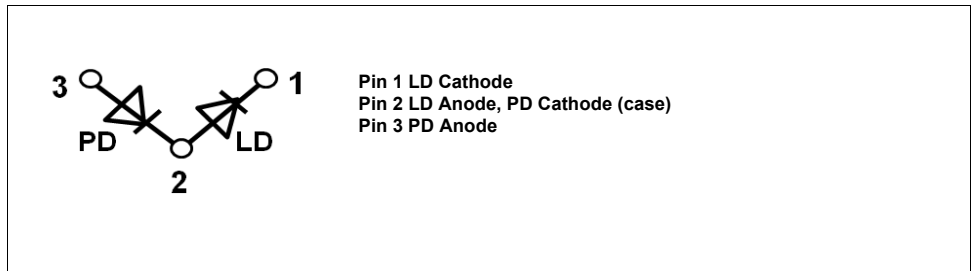 3
1
PD
LD
2
Pin 1 LD Cathode
Pin 2 LD Anode, PD Cathode (case)
Pin 3 PD Anode